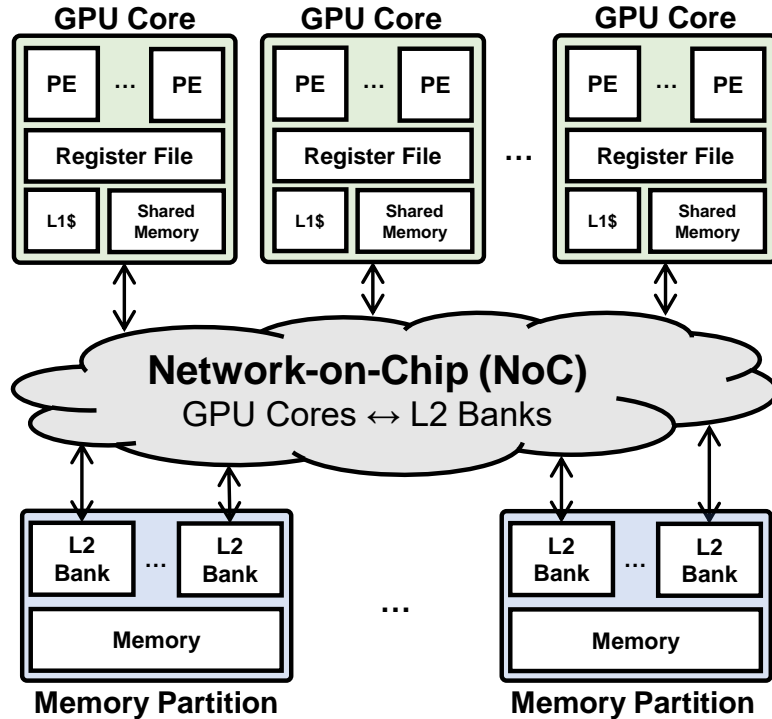 GPU Core GPU Core GPU Core
PE ... PE PE ... PE PE ... PE
Register File Register File ... Register File
L1$ Shared Memory L1$ Shared Memory L1$ Shared Memory
Network-on-Chip (NoC)
GPU Cores ↔ L2 Banks
L2 Bank ... L2 Bank L2 Bank ... L2 Bank
...
Memory Memory
Memory Partition Memory Partition